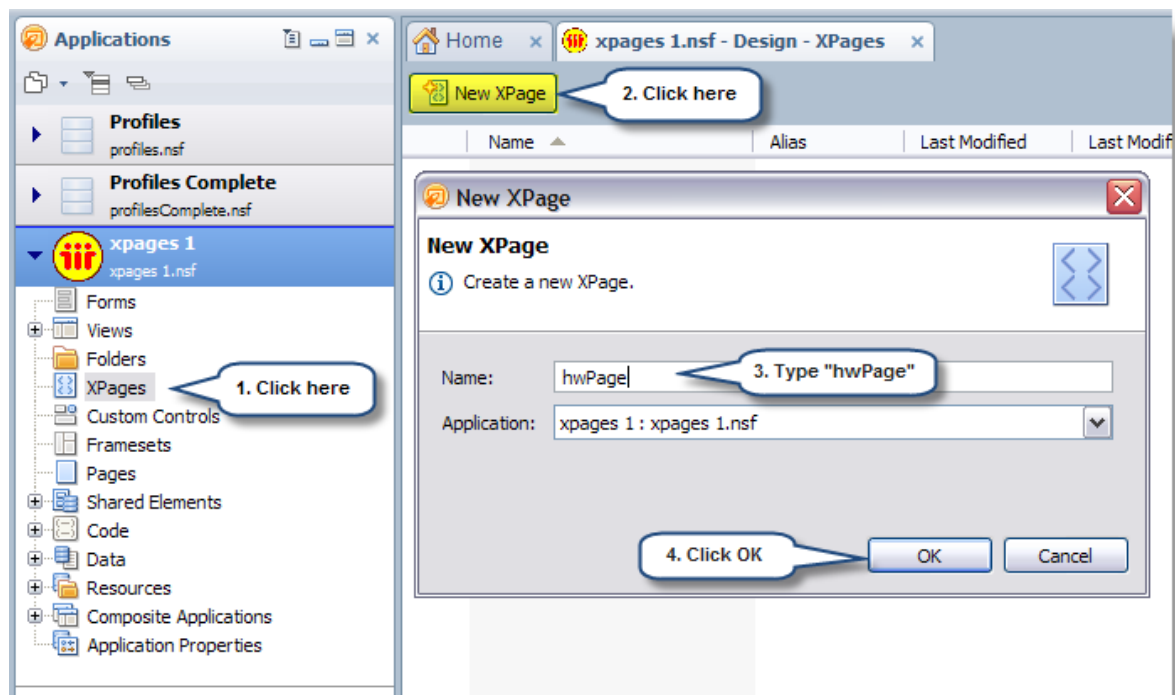 Applications
Profiles
profiles.nsf
Profiles Complete
profilesComplete.nsf
xpages 1
xpages 1.nsf
Forms
Views
Folders
XPages
1. Click here
Custom Controls
Framesets
Pages
Shared Elements
Code
Data
Resources
Composite Applications
Application Properties
Home
xpages 1.nsf - Design - XPages
New XPage
2. Click here
Name Alias Last Modified Last Modif
New XPage
New XPage
Create a new XPage.
Name: hwPage
3. Type "hwPage"
Application: xpages 1 : xpages 1.nsf
4. Click OK
OK Cancel